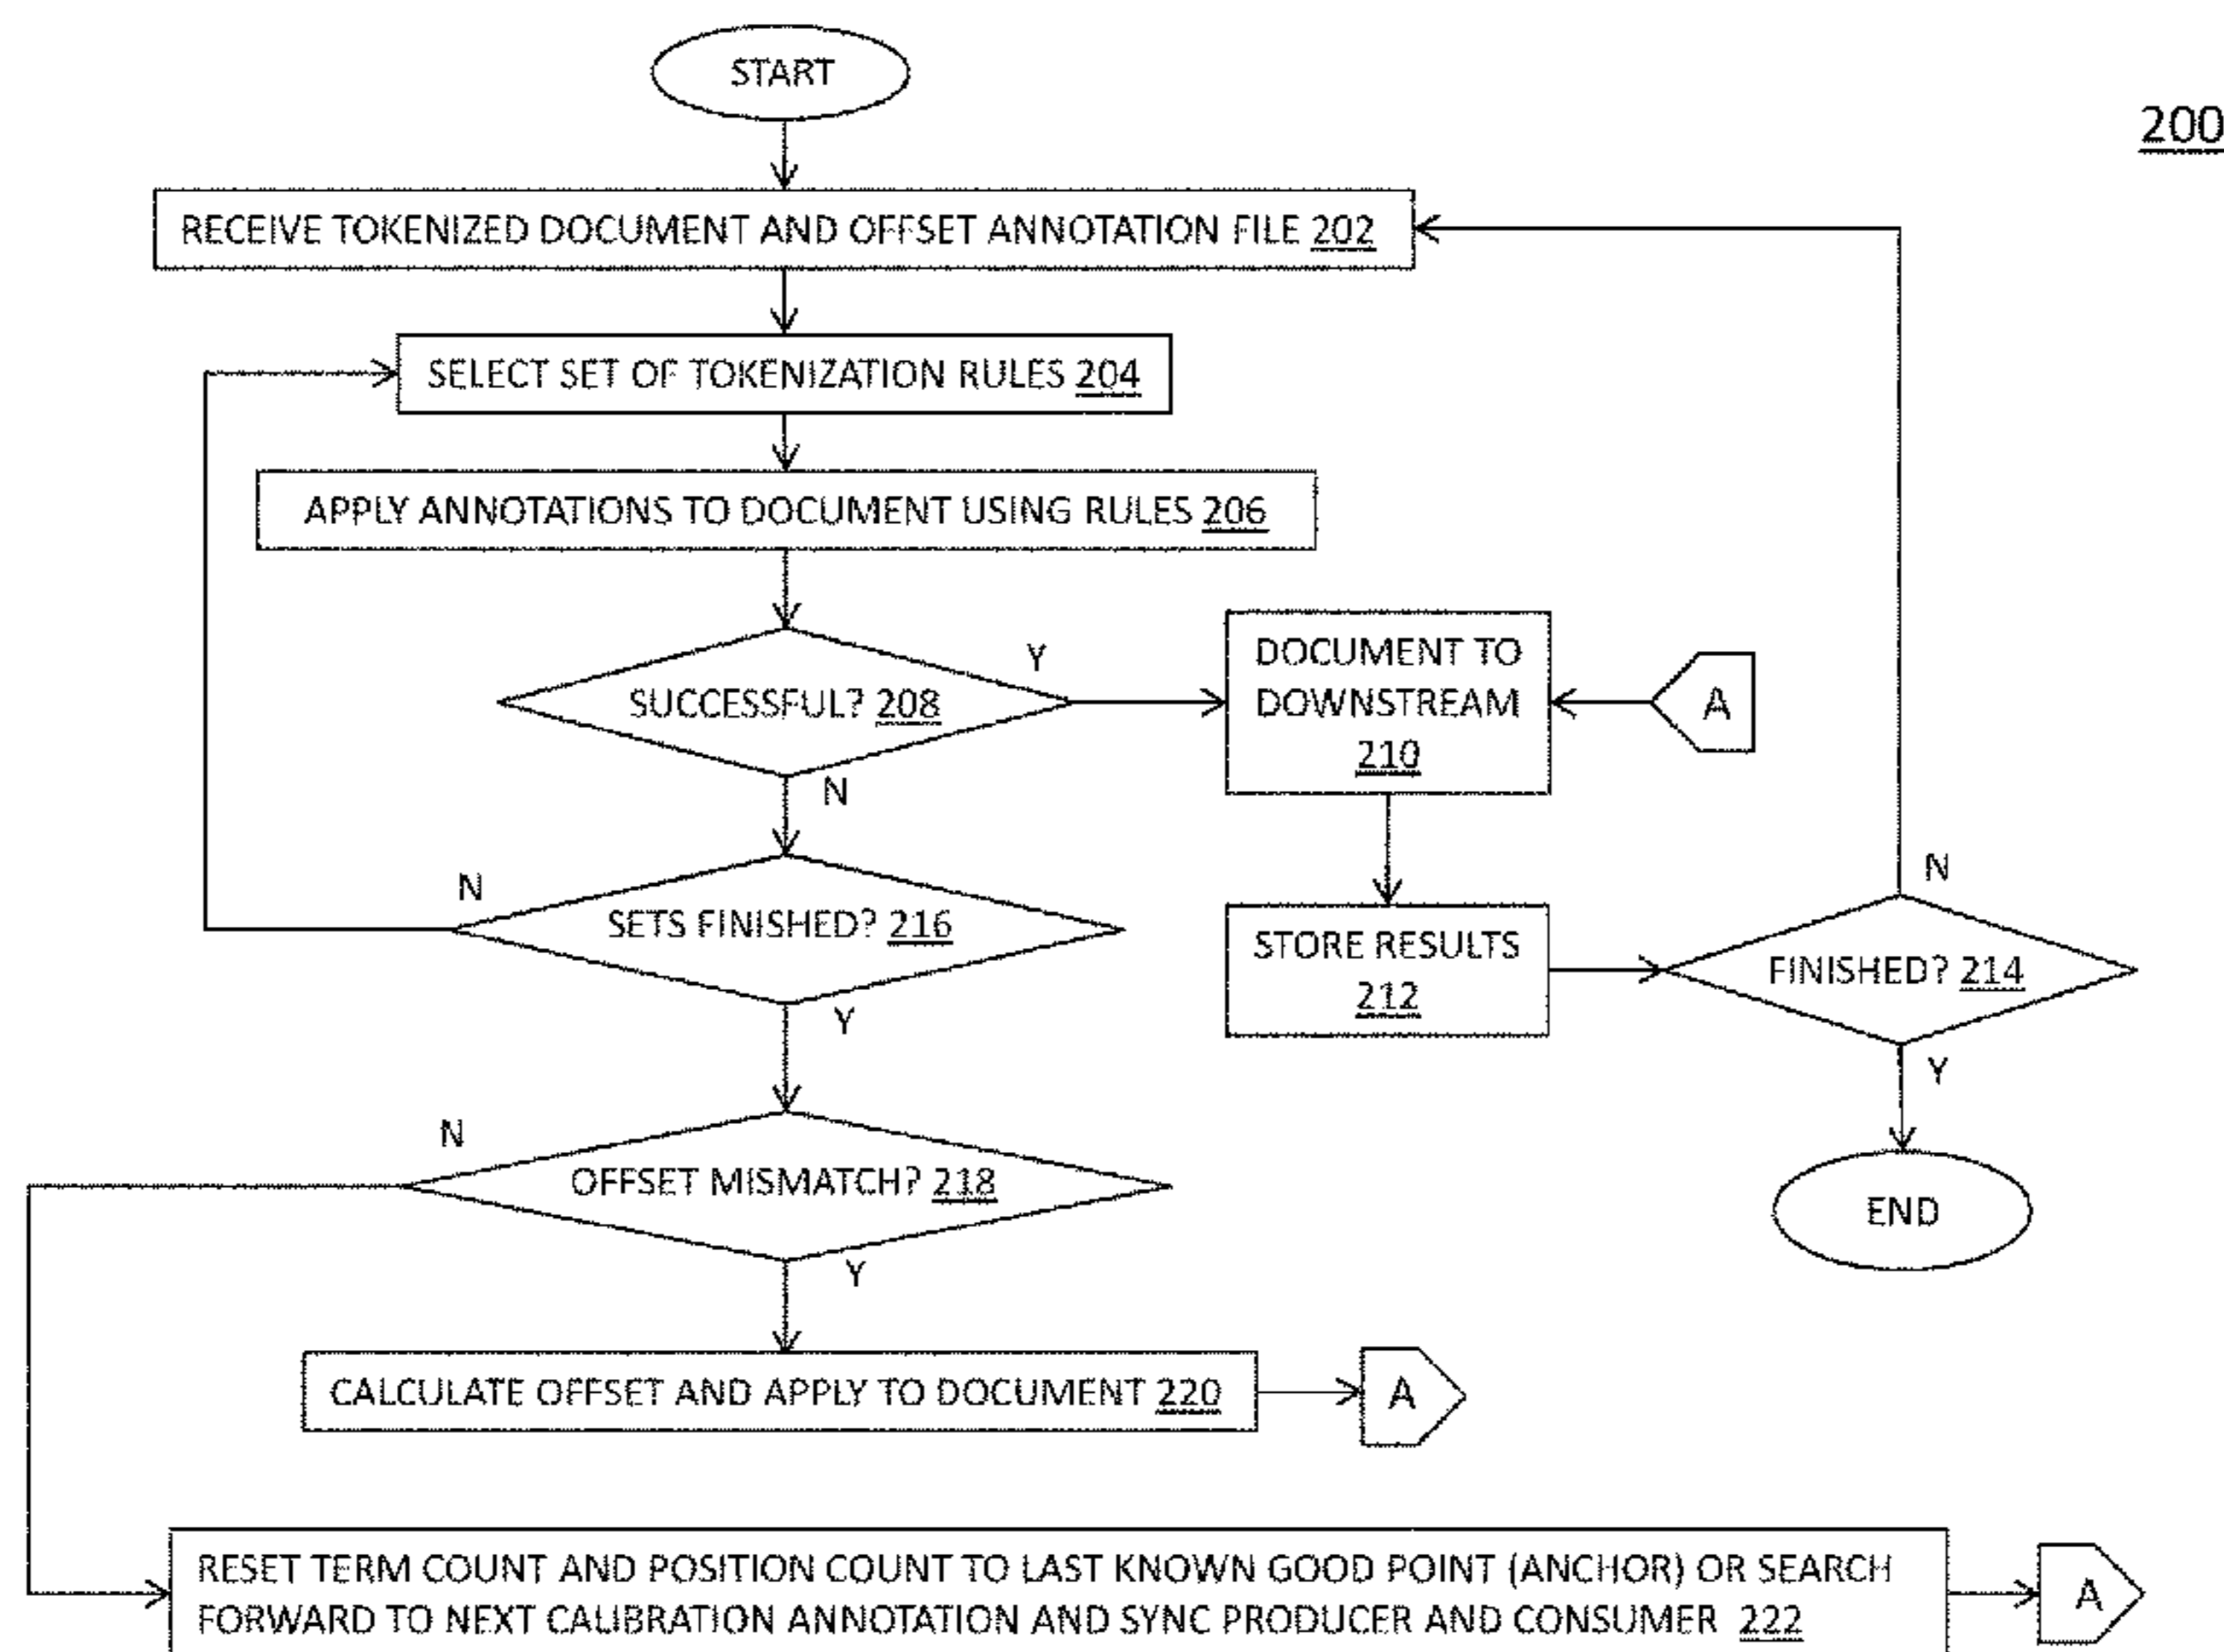 START
200
RECEIVE TOKENIZED DOCUMENT AND OFFSET ANNOTATION FILE 202
SELECT SET OF TOKENIZATION RULES 204
APPLY ANNOTATIONS TO DOCUMENT USING RULES 206
SUCCESSFUL? 208
Y
N
DOCUMENT TO
DOWNSTREAM
210
A
SETS FINISHED? 216
N
Y
STORE RESULTS
212
FINISHED? 214
N
Y
END
OFFSET MISMATCH? 218
N
Y
CALCULATE OFFSET AND APPLY TO DOCUMENT 220
A
RESET TERM COUNT AND POSITION COUNT TO LAST KNOWN GOOD POINT (ANCHOR) OR SEARCH
FORWARD TO NEXT CALIBRATION ANNOTATION AND SYNC PRODUCER AND CONSUMER 222
A